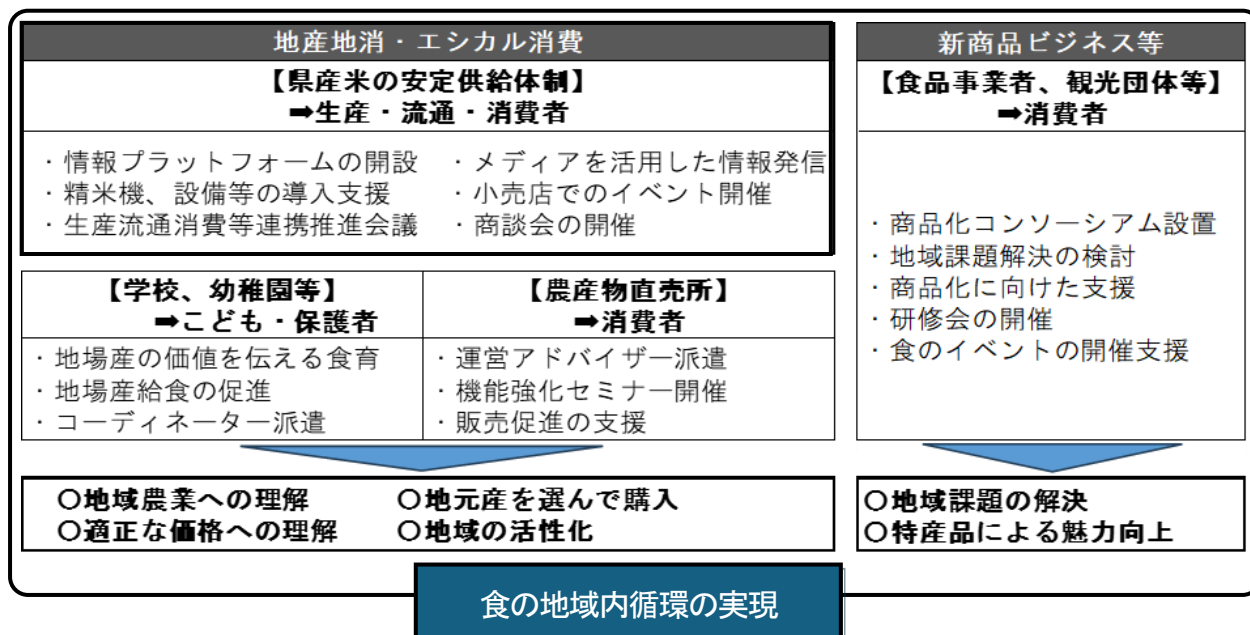 地産地消・エシカル消費
【県産米の安定供給体制】
➡生産・流通・消費者
・情報プラットフォームの開設
・精米機、設備等の導入支援
・生産流通消費等連携推進会議
・メディアを活用した情報発信
・小売店でのイベント開催
・商談会の開催
【学校、幼稚園等】
➡こども・保護者
・地場産の価値を伝える食育
・地場産給食の促進
・コーディネーター派遣
【農産物直売所】
➡消費者
・運営アドバイザー派遣
・機能強化セミナー開催
・販売促進の支援
〇地域農業への理解
〇適正な価格への理解
〇地元産を選んで購入
〇地域の活性化
新商品ビジネス等
【食品事業者、観光団体等】
➡消費者
・商品化コンソーシアム設置
・地域課題解決の検討
・商品化に向けた支援
・研修会の開催
・食のイベントの開催支援
〇地域課題の解決
〇特産品による魅力向上
食の地域内循環の実現